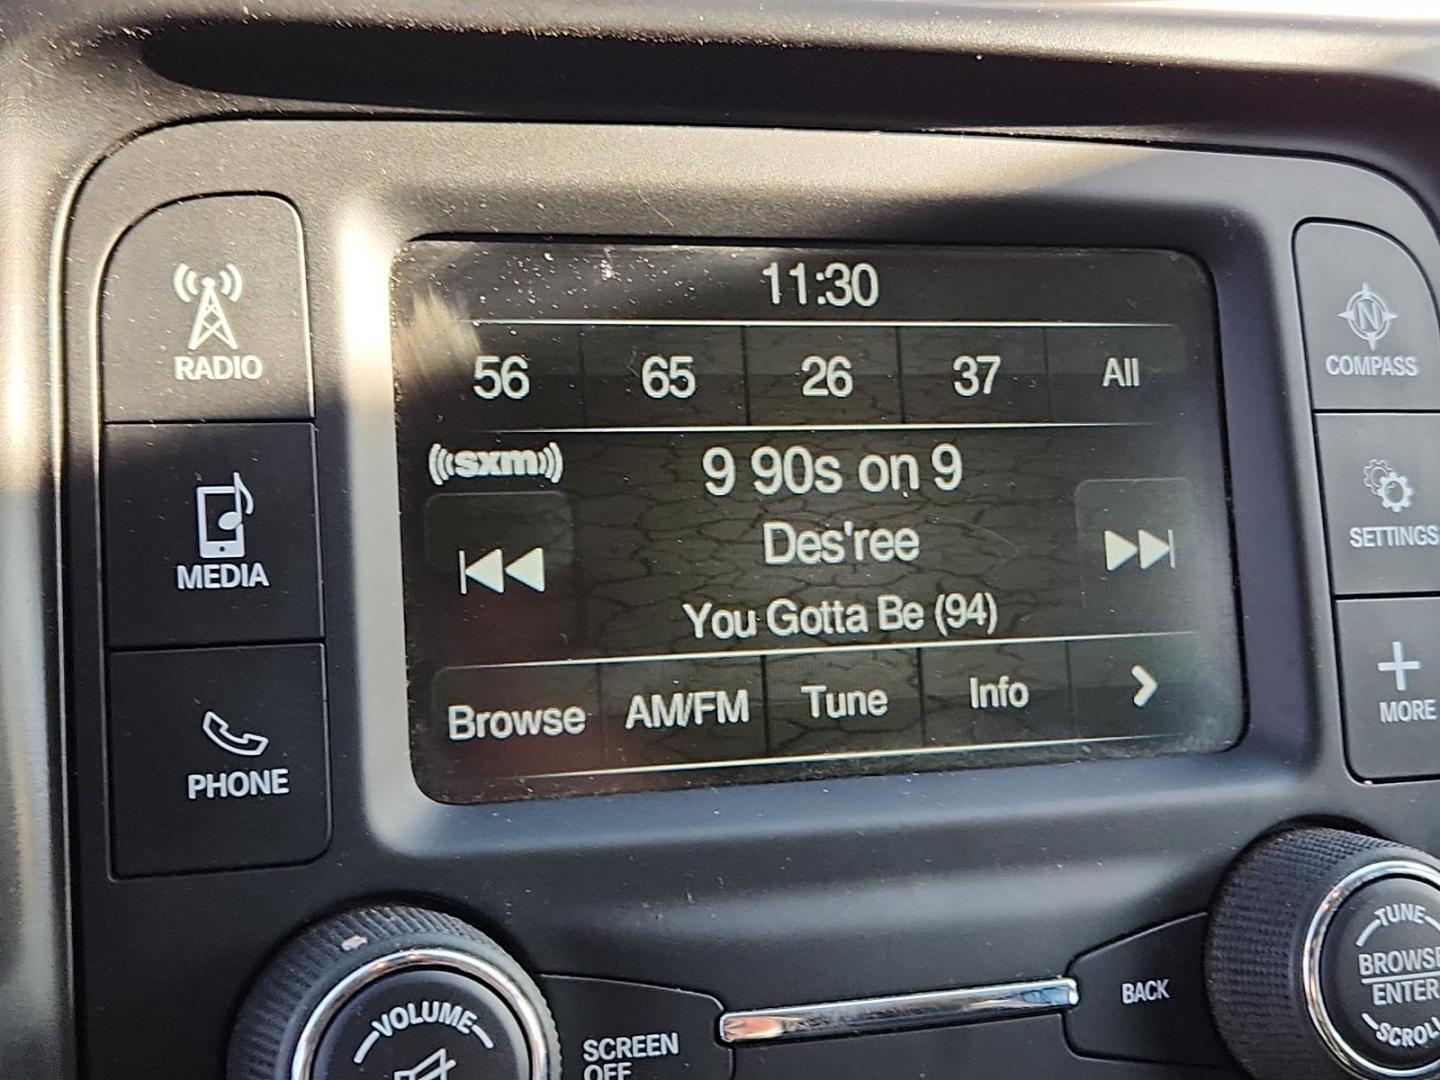 11:30
56 65 26 37 All
((sxm)) 9 90s on 9
Des'ree
You Gotta Be (94)
Browse AM/FM Tune Info
RADIO
MEDIA
PHONE
N
COMPASS
SETTINGS
MORE
VOLUME
SCREEN
OFF
BACK
TUNE
BROWSE
ENTER
SCROLL